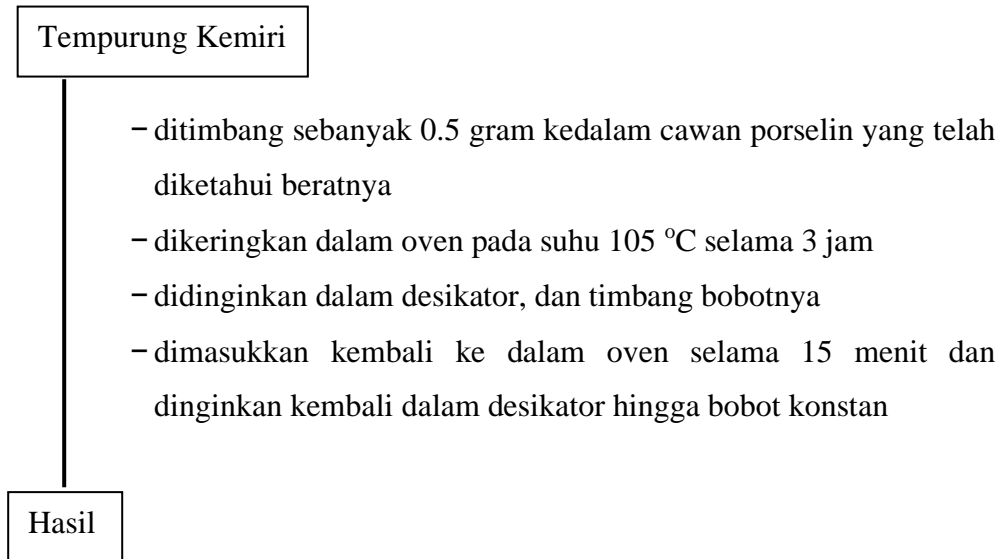 Tempurung Kemiri
− ditimbang sebanyak 0.5 gram kedalam cawan porselin yang telah
diketahui beratnya
− dikeringkan dalam oven pada suhu 105 °C selama 3 jam
− didinginkan dalam desikator, dan timbang bobotnya
− dimasukkan kembali ke dalam oven selama 15 menit dan
dinginkan kembali dalam desikator hingga bobot konstan
Hasil